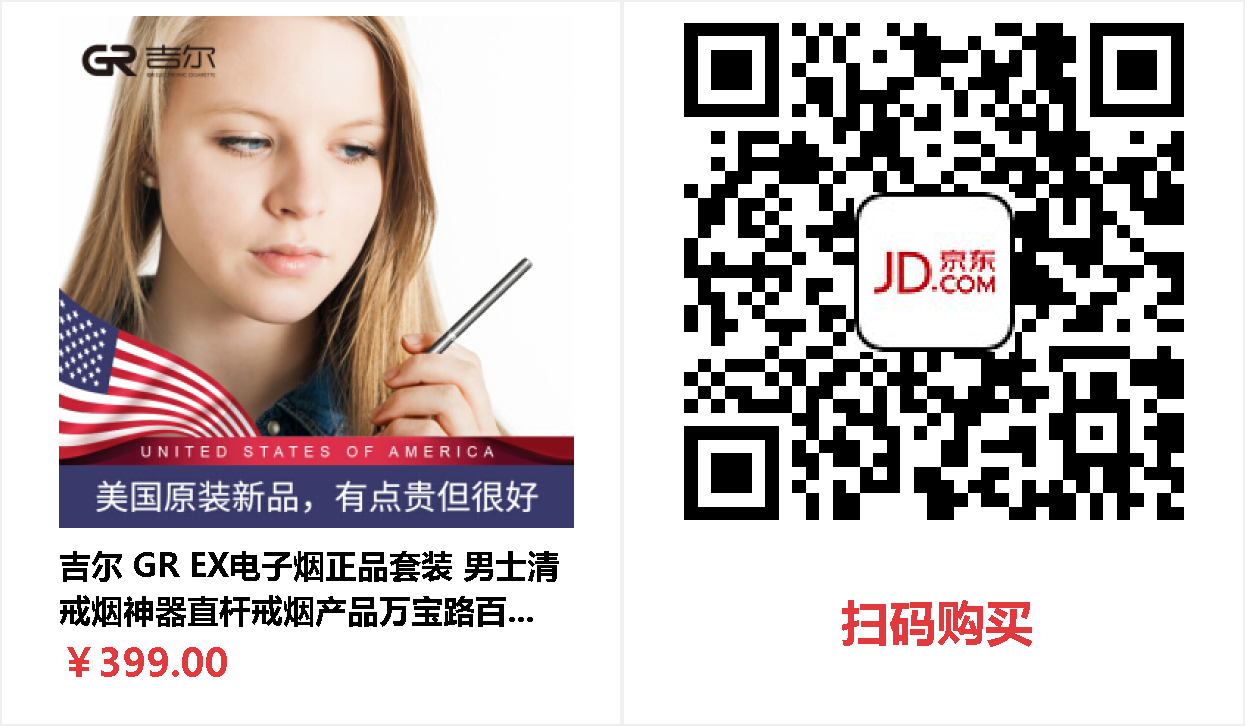 GR 吉尔
GR ELECTRONIC CIGARETTE
UNITED STATES OF AMERICA
美国原装新品，有点贵但很好
吉尔 GR EX电子烟正品套装 男士清
戒烟神器直杆戒烟产品万宝路百...
￥399.00
JD.COM 京东
扫码购买